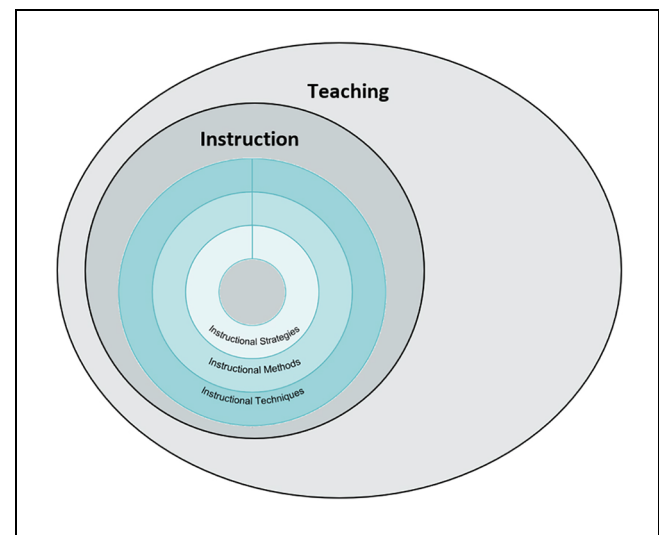 Teaching
Instruction
Instructional Strategies
Instructional Methods
Instructional Techniques